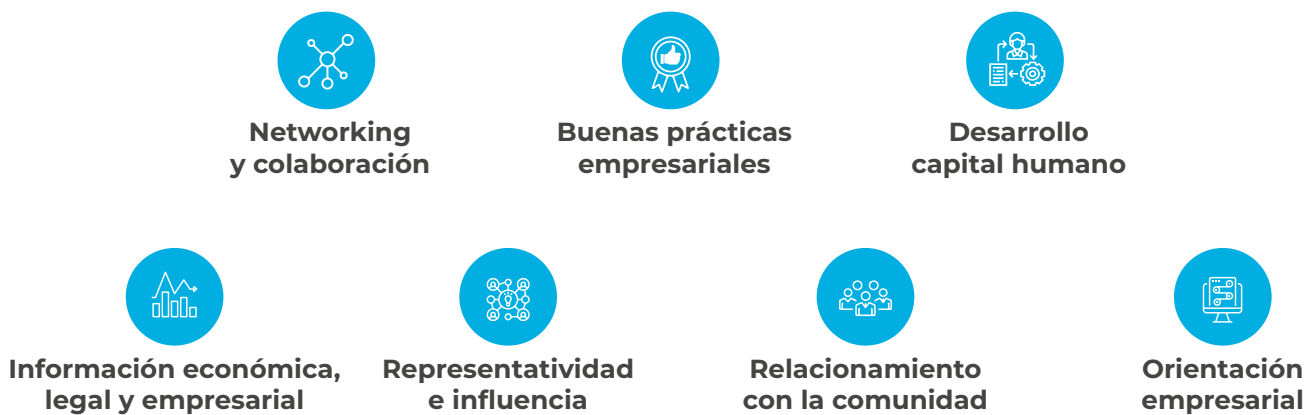 Networking
y colaboración
Buenas prácticas
empresariales
Desarrollo
capital humano
Información económica,
legal y empresarial
Representatividad
e influencia
Relacionamiento
con la comunidad
Orientación
empresarial